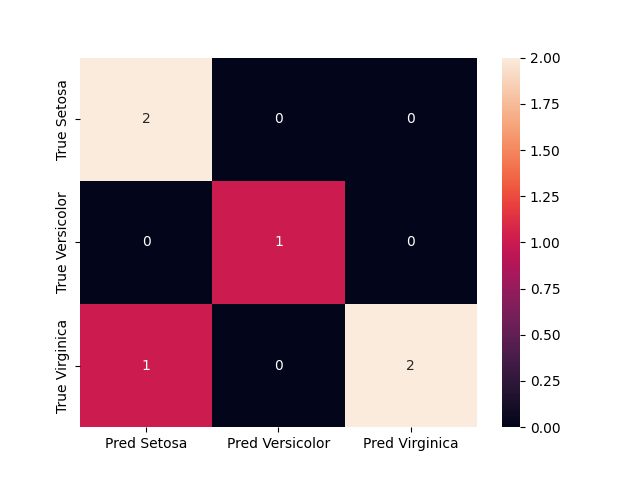 True Setosa
2 0 0
True Versicolor
0 1 0
True Virginica
1 0 2
Pred Setosa Pred Versicolor Pred Virginica
2.00
1.75
1.50
1.25
1.00
0.75
0.50
0.25
0.00